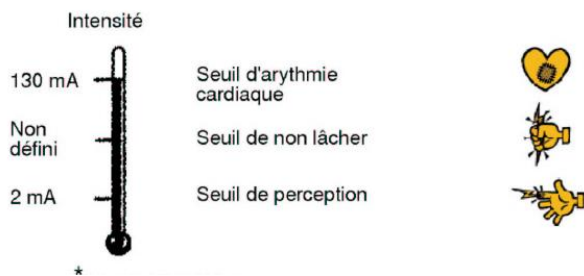 Intensité
130 mA
Seuil d'arythmie
cardiaque
Non
défini
Seuil de non lâcher
2 mA
Seuil de perception
*